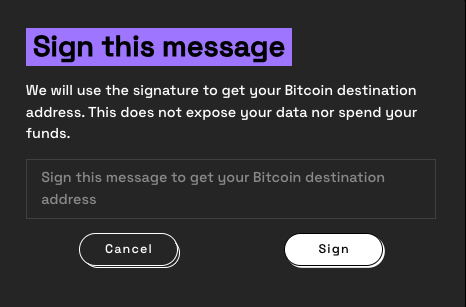 Sign this message
We will use the signature to get your Bitcoin destination
address. This does not expose your data nor spend your
funds.
Sign this message to get your Bitcoin destination
address
Cancel
Sign